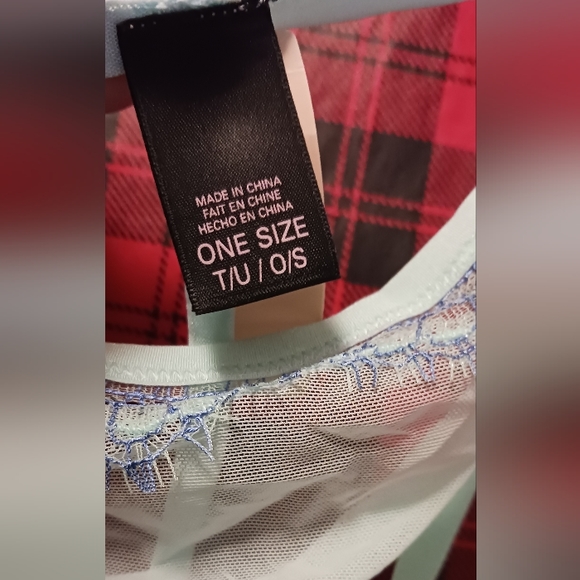 MADE IN CHINA
FAIT EN CHINE
HECHO EN CHINA
ONE SIZE
T/U / O/S